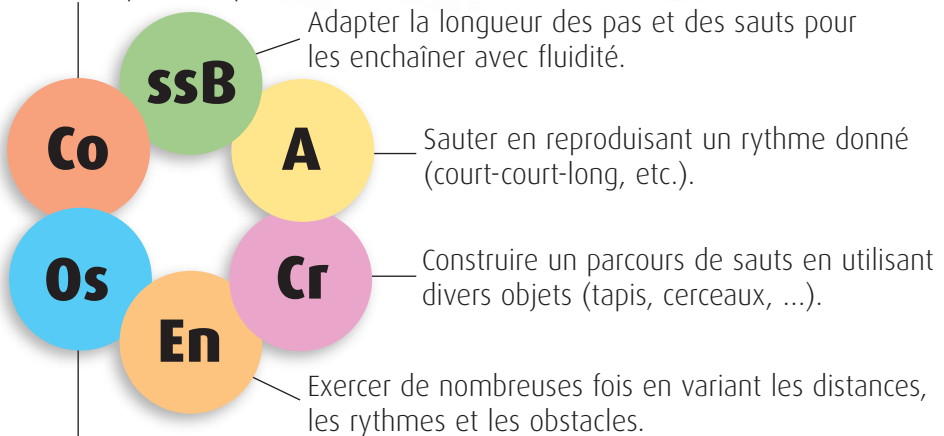 Adapter la longueur des pas et des sauts pour
les enchaîner avec fluidité.
ssB
Co
A
Sauter en reproduisant un rythme donné
(court-court-long, etc.).
Os
Cr
Construire un parcours de sauts en utilisant
divers objets (tapis, cerceaux, ...).
En
Exercer de nombreuses fois en variant les distances,
les rythmes et les obstacles.